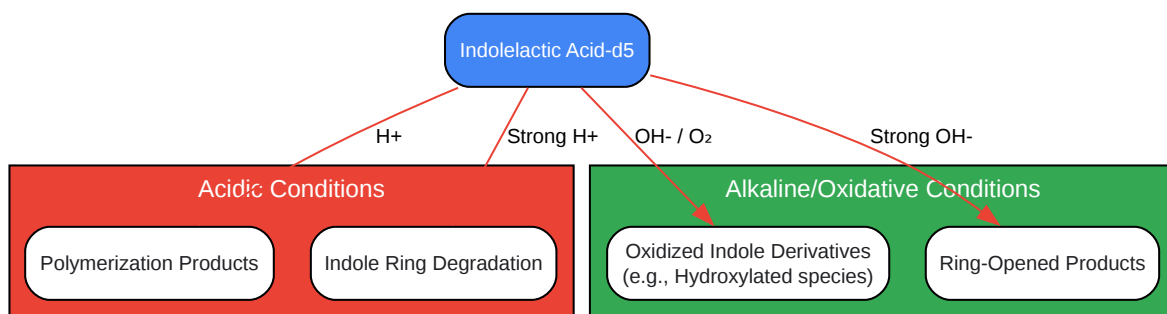 Indolelactic Acid-d5
H+
Strong H+
OH- / O₂
Strong OH-
Acidic Conditions
Alkaline/Oxidative Conditions
Polymerization Products
Indole Ring Degradation
Oxidized Indole Derivatives
(e.g., Hydroxylated species)
Ring-Opened Products